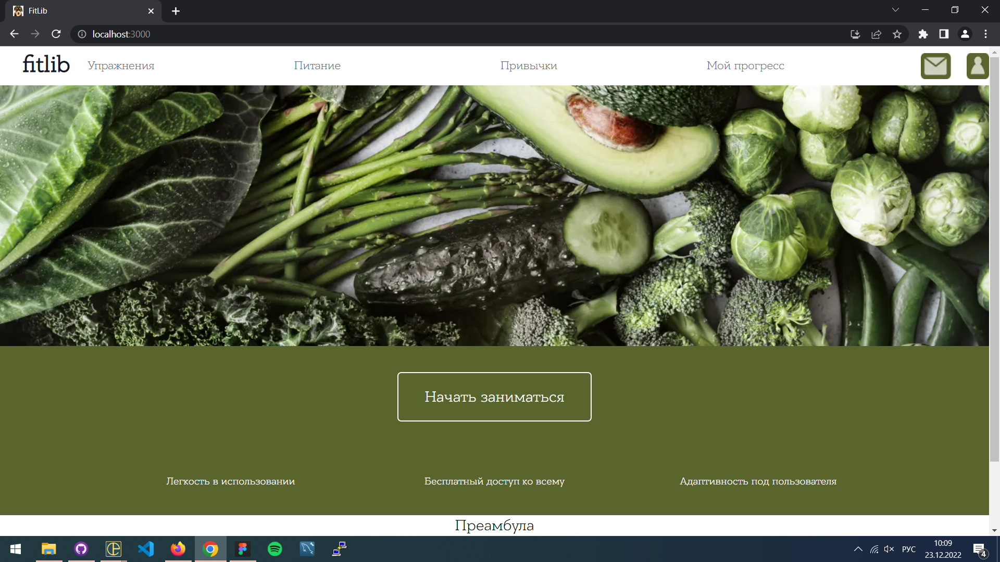 FitLib
localhost:3000
fitlib Упражнения Питание Привычки Мой прогресс
Начать заниматься
Легкость в использовании Бесплатный доступ ко всему Адаптивность под пользователя
Преамбула
РУС
10:09
23.12.2022
4